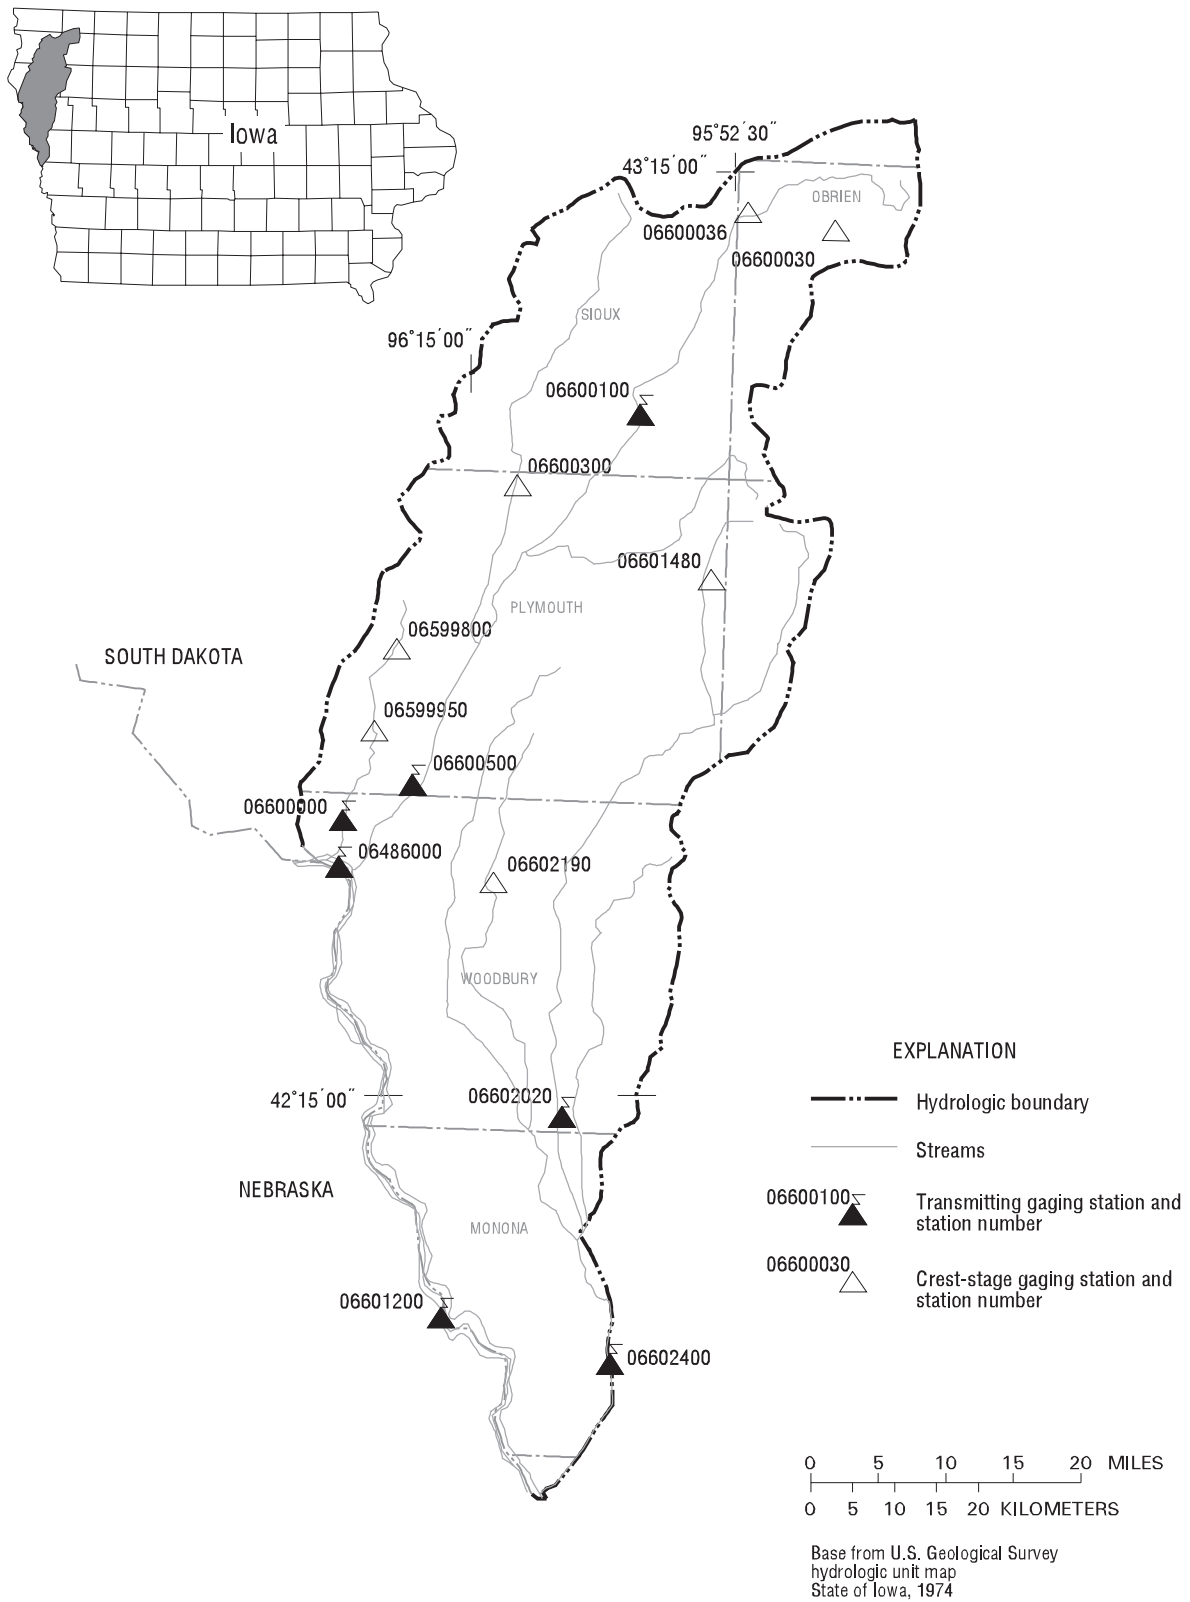 Iowa
95°52′30″
43°15′00″
OBRIEN
06600036
06600030
SIOUX
96°15′00″
06600100
06600300
06601480
PLYMOUTH
06599800
SOUTH DAKOTA
06599950
06600500
06600000
06486000
06602190
WOODBURY
EXPLANATION
42°15′00″
06602020
Hydrologic boundary
Streams
NEBRASKA
06600100
Transmitting gaging station and
station number
MONONA
06600030
Crest-stage gaging station and
station number
06601200
06602400
0 5 10 15 20 MILES
0 5 10 15 20 KILOMETERS
Base from U.S. Geological Survey
hydrologic unit map
State of Iowa, 1974